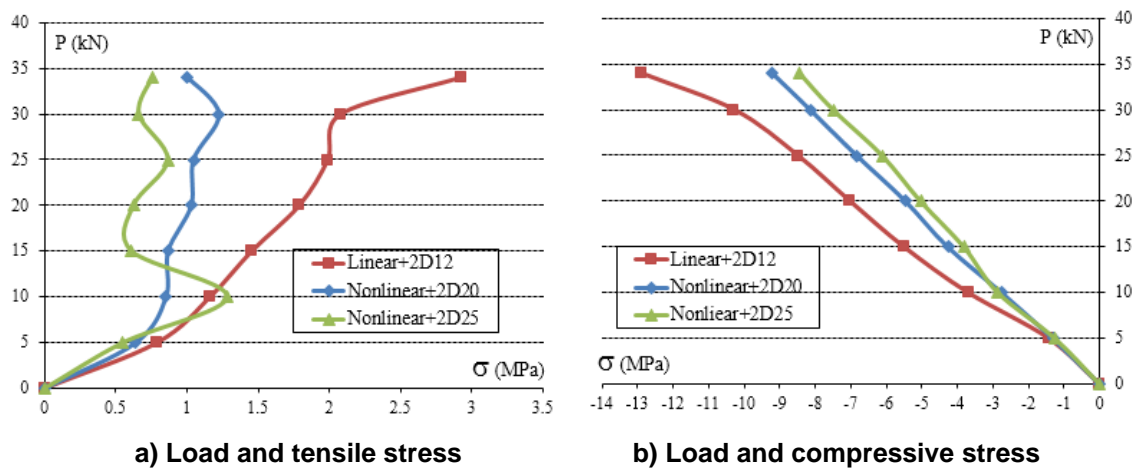 40
P (kN)
35
30
25
20
15
10
5
0
Linear+2D12
Nonlinear+2D20
Nonlinear+2D25
σ (MPa)
0 0.5 1 1.5 2 2.5 3 3.5
a) Load and tensile stress
40
P (kN)
35
30
25
20
15
10
5
0
Linear+2D12
Nonlinear+2D20
Nonliear+2D25
σ (MPa)
-14 -13 -12 -11 -10 -9 -8 -7 -6 -5 -4 -3 -2 -1 0
b) Load and compressive stress